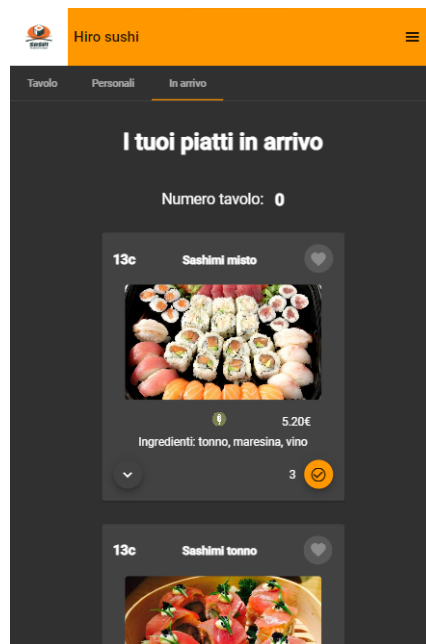 SUSHI
Hiro sushi
Tavolo Personali In arrivo
I tuoi piatti in arrivo
Numero tavolo: 0
13c Sashimi misto
5.20€
Ingredienti: tonno, maresina, vino
3
13c Sashimi tonno